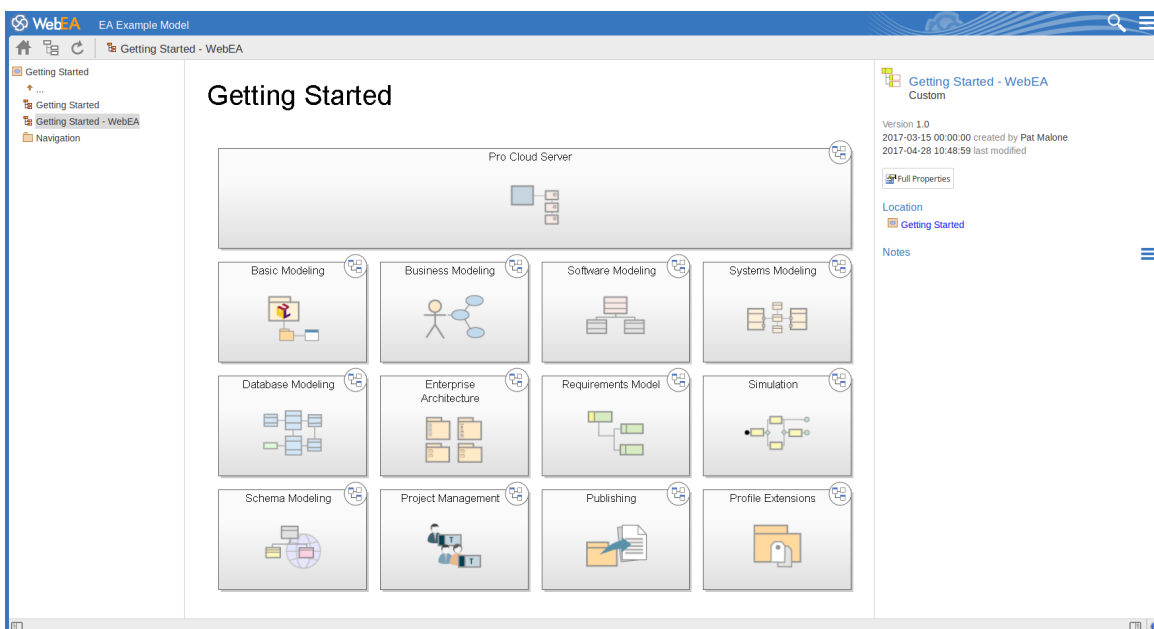 WebEA EA Example Model
Getting Started - WebEA
Getting Started
...
Getting Started
Getting Started - WebEA
Navigation
Getting Started
Pro Cloud Server
Basic Modeling
Business Modeling
Software Modeling
Systems Modeling
Database Modeling
Enterprise
Architecture
Requirements Model
Simulation
Schema Modeling
Project Management
T
T
Publishing
Profile Extensions
Getting Started - WebEA
Custom
Version 1.0
2017-03-15 00:00:00 created by Pat Malone
2017-04-28 10:48:59 last modified
Full Properties
Location
Getting Started
Notes